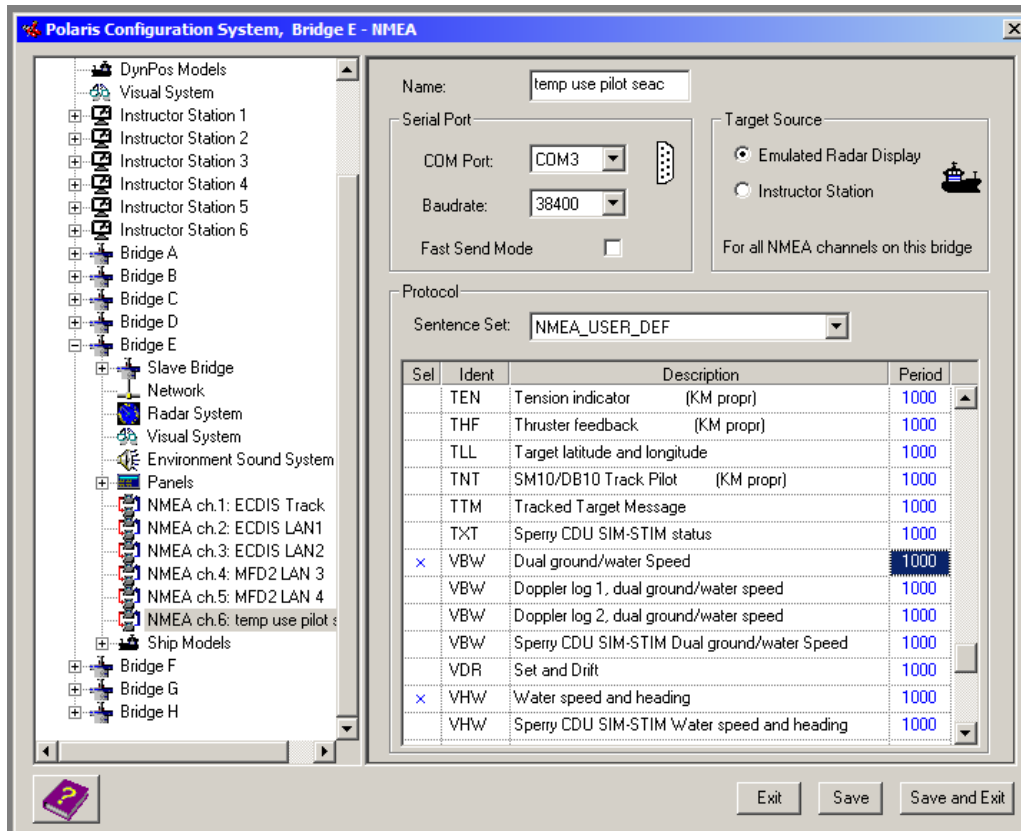 Polaris Configuration System, Bridge E - NMEA
DynPos Models
Visual System
Instructor Station 1
Instructor Station 2
Instructor Station 3
Instructor Station 4
Instructor Station 5
Instructor Station 6
Bridge A
Bridge B
Bridge C
Bridge D
Bridge E
Slave Bridge
Network
Radar System
Visual System
Environment Sound System
Panels
NMEA ch.1: ECDIS Track
NMEA ch.2: ECDIS LAN1
NMEA ch.3: ECDIS LAN2
NMEA ch.4: MFD2 LAN 3
NMEA ch.5: MFD2 LAN 4
NMEA ch.6: temp use pilot s
Ship Models
Bridge F
Bridge G
Bridge H
Name: temp use pilot seac
Serial Port
COM Port: COM3
Baudrate: 38400
Fast Send Mode
Target Source
Emulated Radar Display
Instructor Station
For all NMEA channels on this bridge
Protocol
Sentence Set: NMEA_USER_DEF
Sel Ident Description Period
TEN Tension indicator (KM propr) 1000
THF Thruster feedback (KM propr) 1000
TLL Target latitude and longitude 1000
TNT SM10/DB10 Track Pilot (KM propr) 1000
TTM Tracked Target Message 1000
TXT Sperry CDU SIM-STIM status 1000
× VBW Dual ground/water Speed 1000
VBW Doppler log 1, dual ground/water speed 1000
VBW Doppler log 2, dual ground/water speed 1000
VBW Sperry CDU SIM-STIM Dual ground/water Speed 1000
VDR Set and Drift 1000
× VHW Water speed and heading 1000
VHW Sperry CDU SIM-STIM Water speed and heading 1000
Exit Save Save and Exit